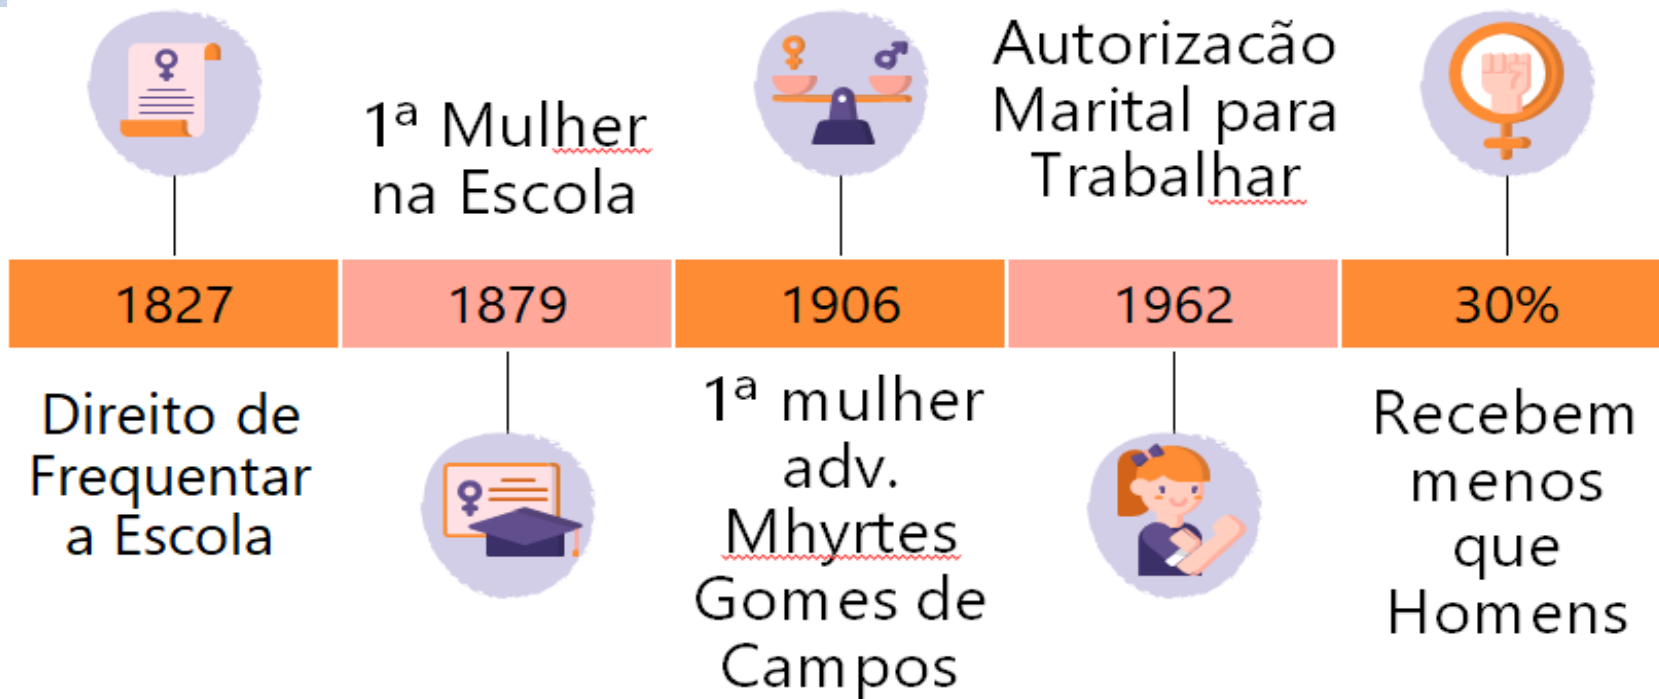 1827
Direito de
Frequentar
a Escola
1ª Mulher
na Escola
1879
1906
1ª mulher
adv.
Mhyrtes
Gomes de
Campos
Autorizacão
Marital para
Trabalhar
1962
30%
Recebem
menos
que
Homens